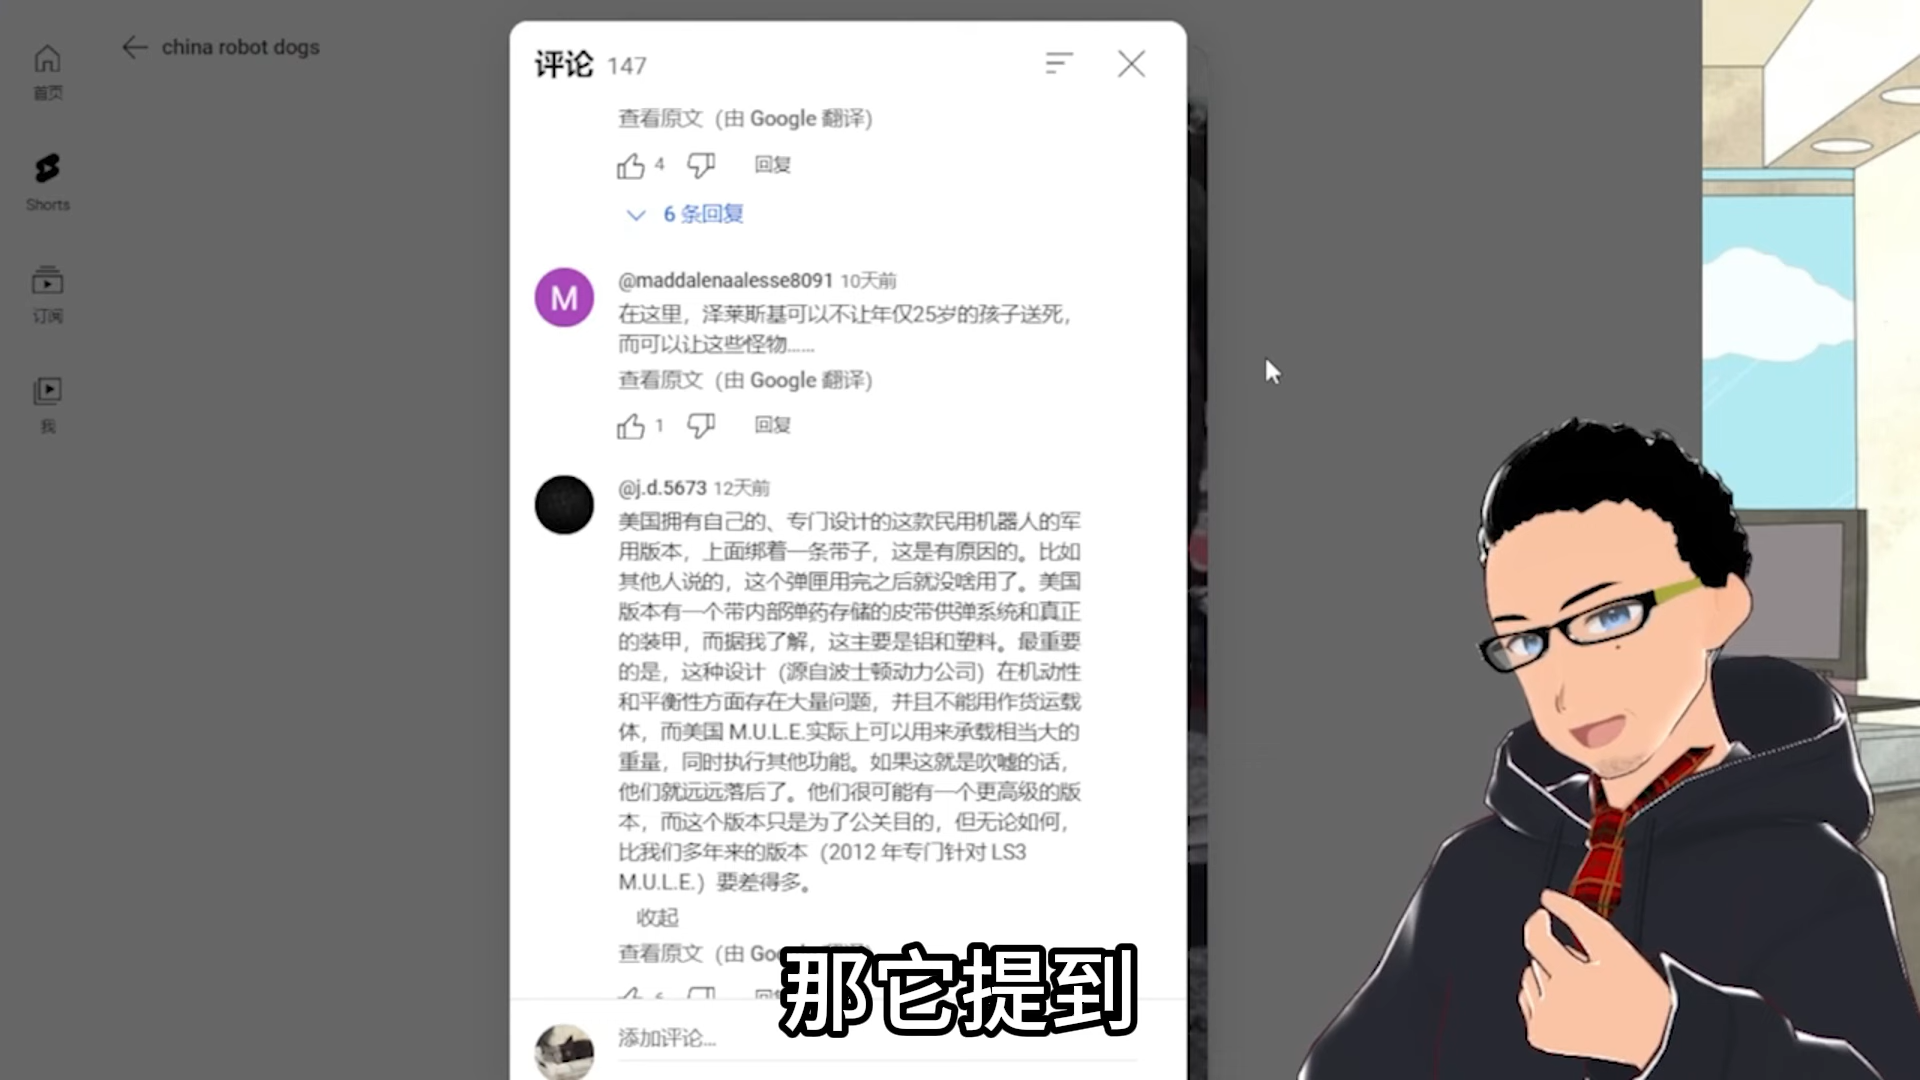 china robot dogs
首页
Shorts
订阅
我
评论 147
查看原文（由 Google 翻译）
4 回复
6 条回复
M
@maddalenaalesse8091 10天前
在这里，泽莱斯基可以不让年仅25岁的孩子送死，
而可以让这些怪物......
查看原文（由 Google 翻译）
1 回复
@j.d.5673 12天前
美国拥有自己的、专门设计的这款民用机器人的军
用版本，上面绑着一条带子，这是有原因的。比如
其他人说的，这个弹匣用完之后就没啥用了。美国
版本有一个带内部弹药存储的皮带供弹系统和真正
的装甲，而据我了解，这主要是铝和塑料。最重要
的是，这种设计（源自波士顿动力公司）在机动性
和平衡性方面存在大量问题，并且不能用作货运载
体，而美国 M.U.L.E.实际上可以用来承载相当大的
重量，同时执行其他功能。如果这就是吹嘘的话，
他们就远远落后了。他们很可能有一个更高级的版
本，而这个版本只是为了公关目的，但无论如何，
比我们多年来的版本（2012 年专门针对 LS3
M.U.L.E.）要差得多。
收起
查看原文（由 Go
那它提到
添加评论...